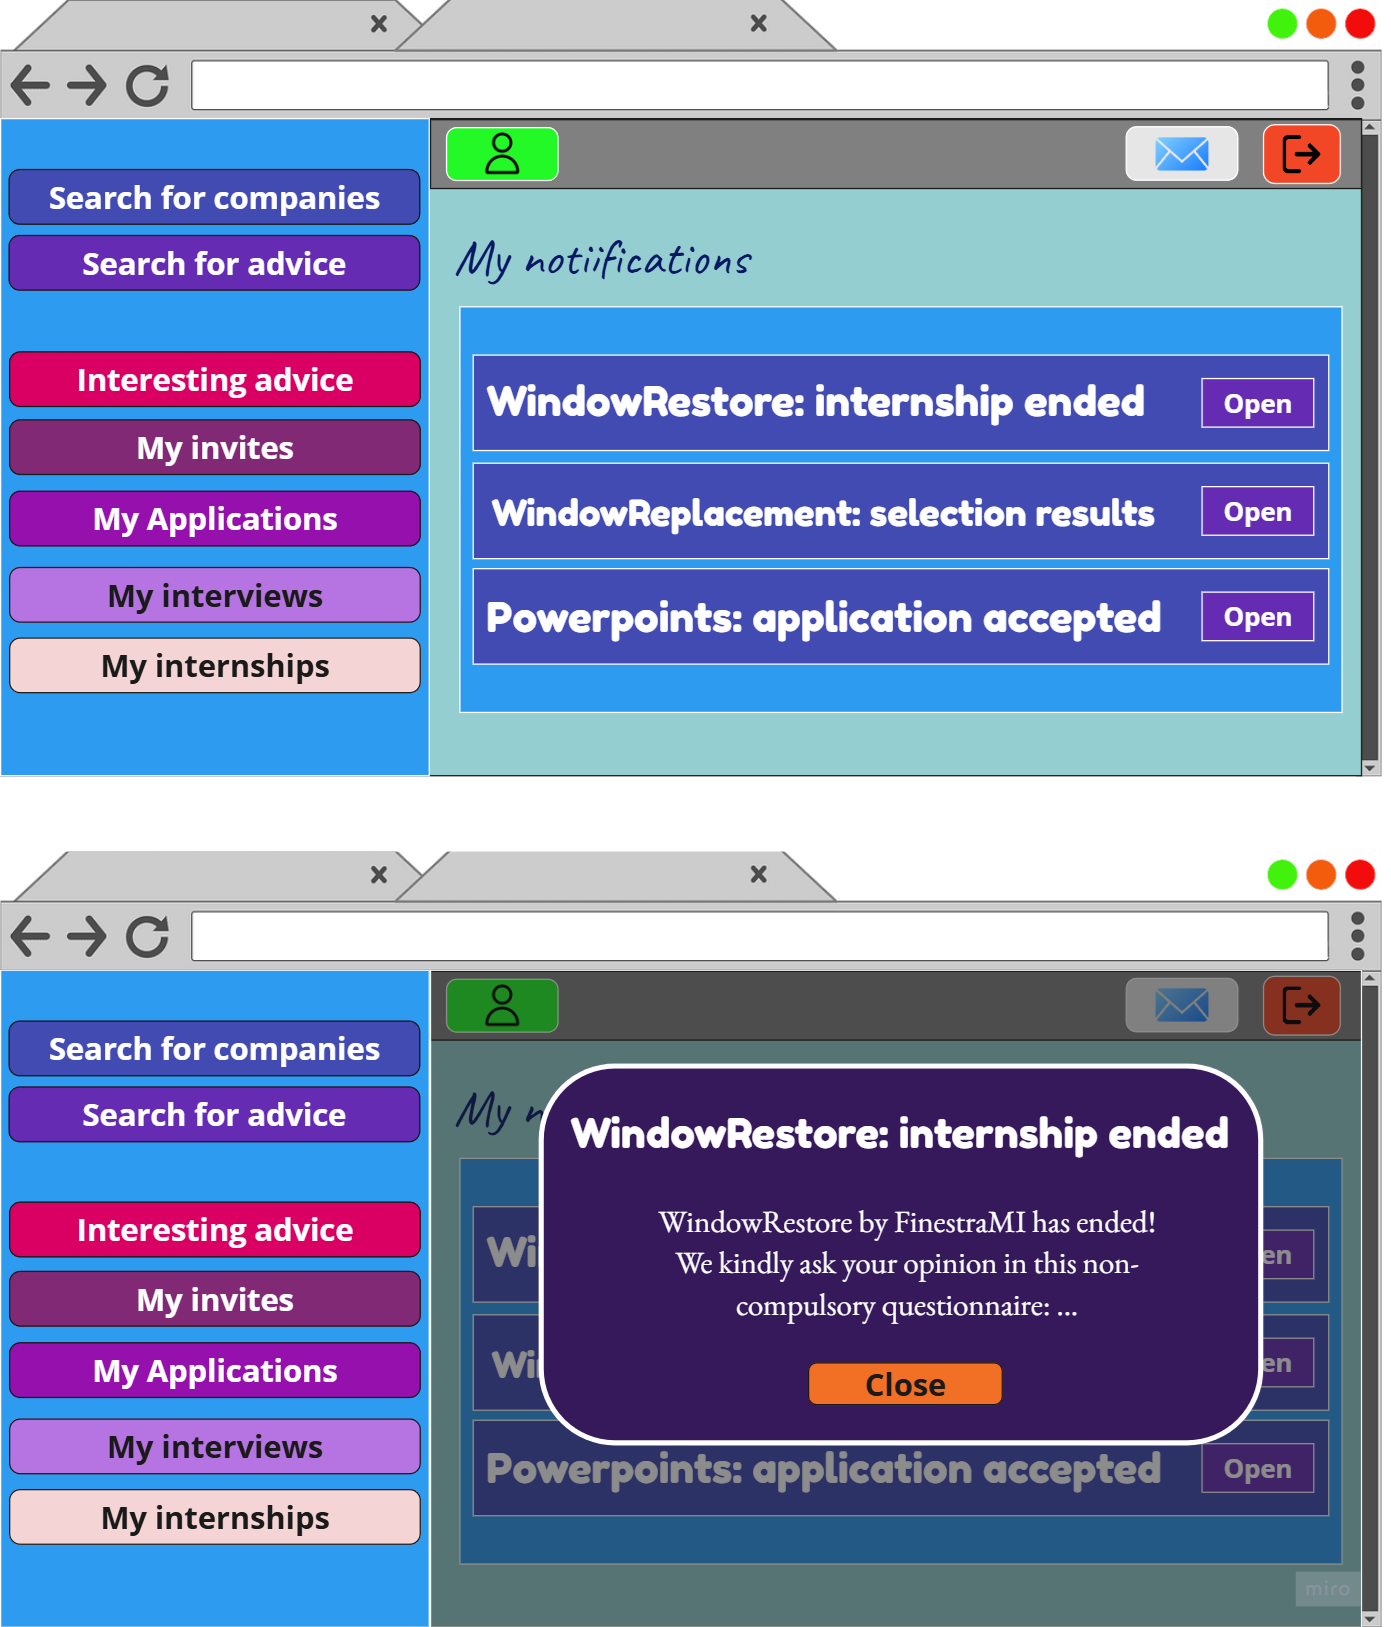 Search for companies
Search for advice
Interesting advice
My invites
My Applications
My interviews
My internships
My notiifications
WindowRestore: internship ended
Open
WindowReplacement: selection results
Open
Powerpoints: application accepted
Open
Search for companies
Search for advice
Interesting advice
My invites
My Applications
My interviews
My internships
My n
WindowRestore: internship ended
WindowRestore by FinestraMI has ended!
We kindly ask your opinion in this non-
compulsory questionnaire: ...
Close
Wi
en
Wi
en
Powerpoints: application accepted
Open
miro